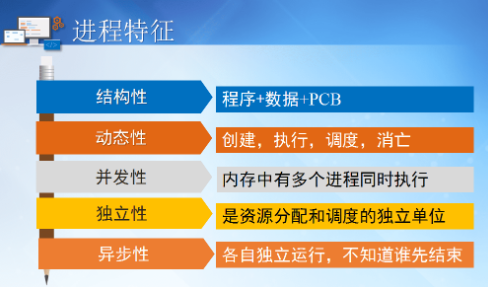 进程特征
结构性 程序+数据+PCB
动态性 创建，执行，调度，消亡
并发性 内存中有多个进程同时执行
独立性 是资源分配和调度的独立单位
异步性 各自独立运行，不知道谁先结束